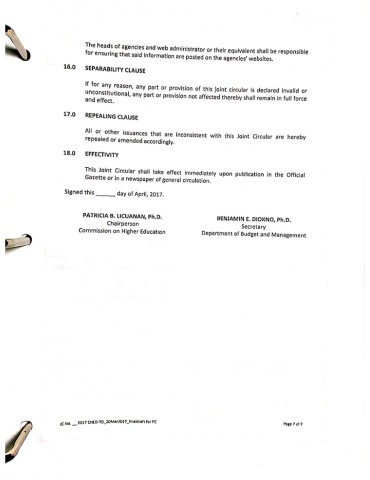 The heads of agencies and web administrator or their equivalent shall be responsible
for ensuring that said information are posted on the agencies' websites.
16.0 SEPARABILITY CLAUSE
If for any reason, any part or provision of this joint circular is declared invalid or
unconstitutional, any part or provision not affected thereby shall remain in full force
and effect.
17.0 REPEALING CLAUSE
All or other issuances that are inconsistent with this Joint Circular are hereby
repealed or amended accordingly.
18.0 EFFECTIVITY
This Joint Circular shall take effect immediately upon publication in the Official
Gazette or in a newspaper of general circulation.
Signed this ______ day of April, 2017.
PATRICIA B. LICUANAN, Ph.D.
Chairperson
Commission on Higher Education
BENJAMIN E. DIOKNO, Ph.D.
Secretary
Department of Budget and Management
JC No. __ 2017 CHED-TD_20Mar2017_ for FC
Page 7 of 7